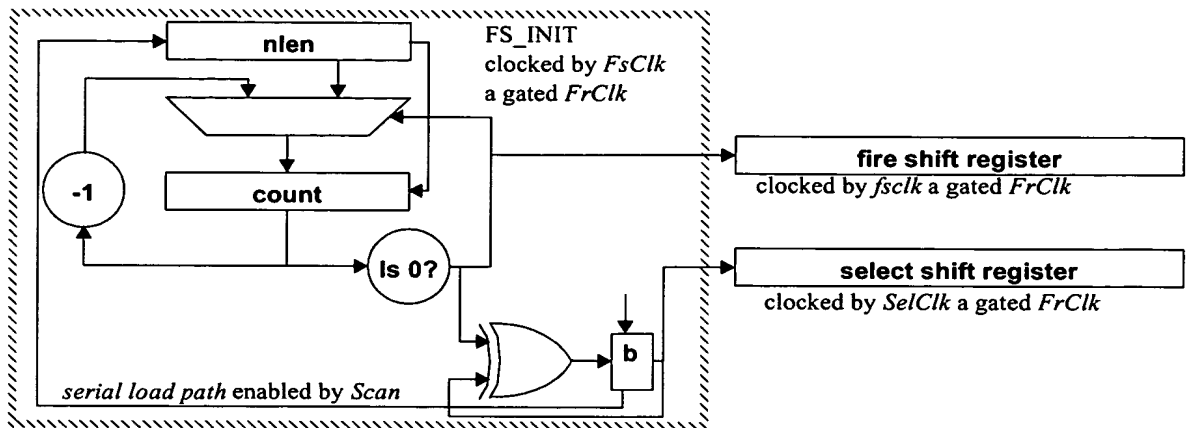 nlen
FS_INIT
clocked by FsClk
a gated FrClk
fire shift register
clocked by fsclk a gated FrClk
-1
count
Is 0?
select shift register
clocked by SelClk a gated FrClk
b
serial load path enabled by Scan